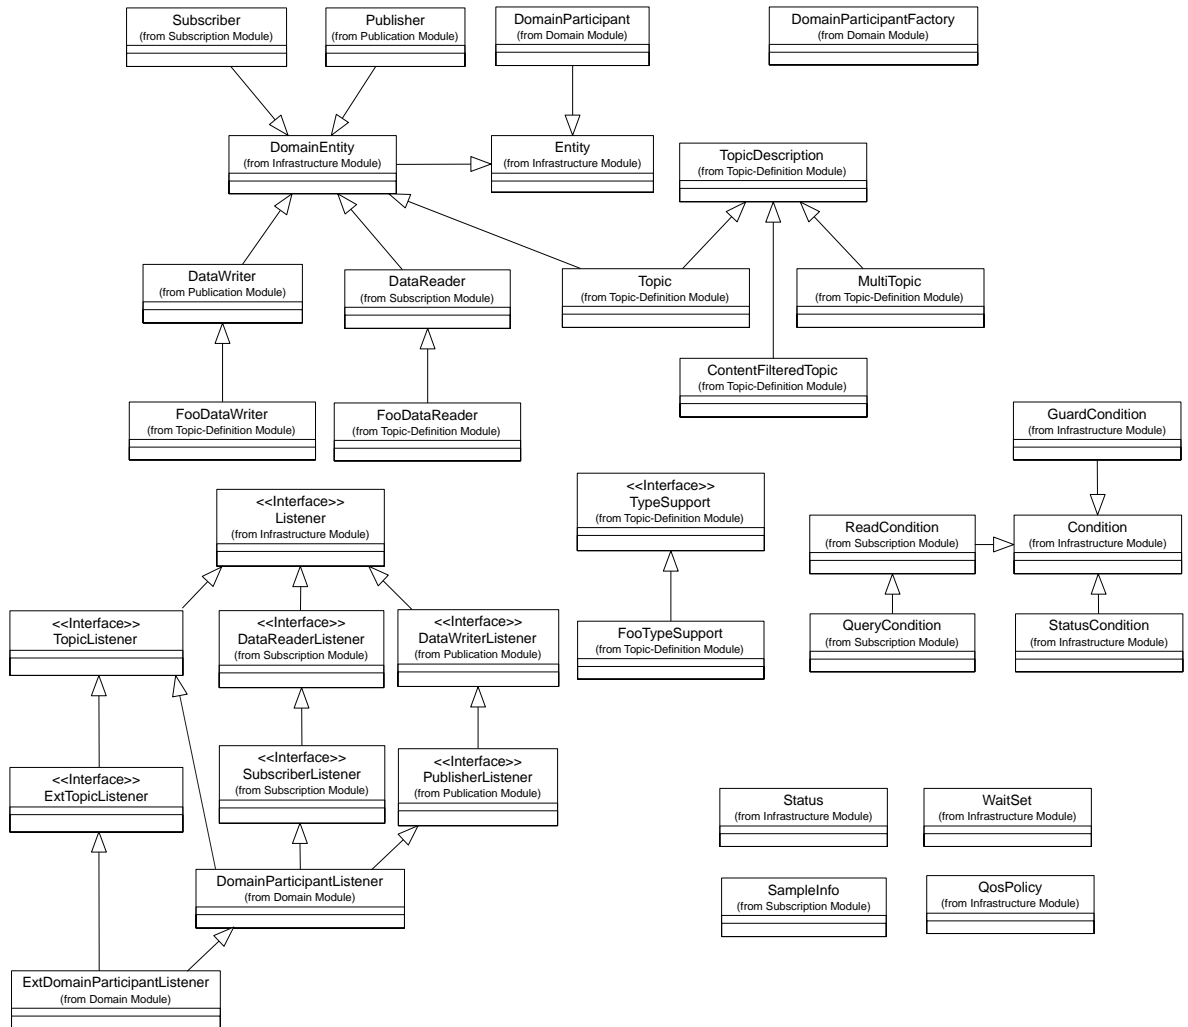 Subscriber
(from Subscription Module)
Publisher
(from Publication Module)
DomainParticipant
(from Domain Module)
DomainParticipantFactory
(from Domain Module)
DomainEntity
(from Infrastructure Module)
Entity
(from Infrastructure Module)
TopicDescription
(from Topic-Definition Module)
DataWriter
(from Publication Module)
DataReader
(from Subscription Module)
Topic
(from Topic-Definition Module)
MultiTopic
(from Topic-Definition Module)
ContentFilteredTopic
(from Topic-Definition Module)
FooDataWriter
(from Topic-Definition Module)
FooDataReader
(from Topic-Definition Module)
GuardCondition
(from Infrastructure Module)
<<Interface>>
Listener
(from Infrastructure Module)
<<Interface>>
TypeSupport
(from Topic-Definition Module)
ReadCondition
(from Subscription Module)
Condition
(from Infrastructure Module)
<<Interface>>
TopicListener
<<Interface>>
DataReaderListener
(from Subscription Module)
<<Interface>>
DataWriterListener
(from Publication Module)
FooTypeSupport
(from Topic-Definition Module)
QueryCondition
(from Subscription Module)
StatusCondition
(from Infrastructure Module)
<<Interface>>
ExtTopicListener
<<Interface>>
SubscriberListener
(from Subscription Module)
<<Interface>>
PublisherListener
(from Publication Module)
Status
(from Infrastructure Module)
WaitSet
(from Infrastructure Module)
DomainParticipantListener
(from Domain Module)
SampleInfo
(from Subscription Module)
QosPolicy
(from Infrastructure Module)
ExtDomainParticipantListener
(from Domain Module)